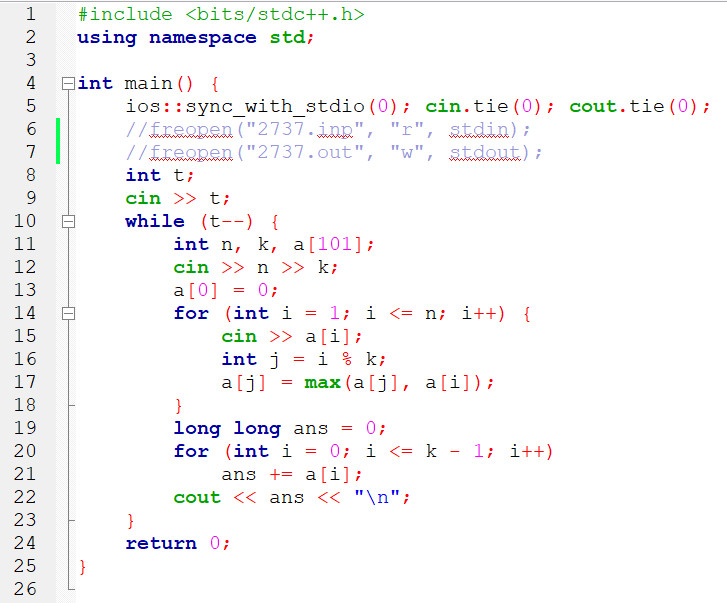 1 #include <bits/stdc++.h>
2 using namespace std;
3
4 int main() {
5 ios::sync_with_stdio(0); cin.tie(0); cout.tie(0);
6 //freopen("2737.inp", "r", stdin);
7 //freopen("2737.out", "w", stdout);
8 int t;
9 cin >> t;
10 while (t--) {
11 int n, k, a[101];
12 cin >> n >> k;
13 a[0] = 0;
14 for (int i = 1; i <= n; i++) {
15 cin >> a[i];
16 int j = i % k;
17 a[j] = max(a[j], a[i]);
18 }
19 long long ans = 0;
20 for (int i = 0; i <= k - 1; i++)
21 ans += a[i];
22 cout << ans << "\n";
23 }
24 return 0;
25 }
26